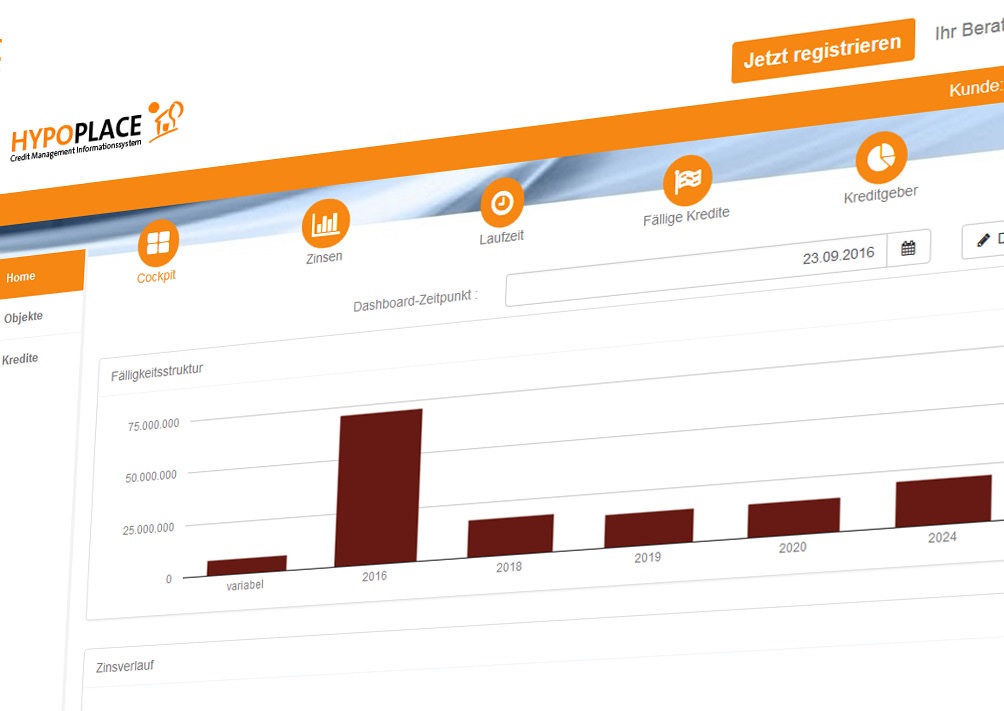 Jetzt registrieren
Ihr Berat
HYPOPLACE
Credit Management Informationssystem
Kunde:
Home
Objekte
Kredite
Cockpit
Zinsen
Laufzeit
Fällige Kredite
Kreditgeber
Dashboard-Zeitpunkt :
23.09.2016
Fälligkeitsstruktur
75.000.000
50.000.000
25.000.000
0
variabel
2016
2018
2019
2020
2024
Zinsverlauf